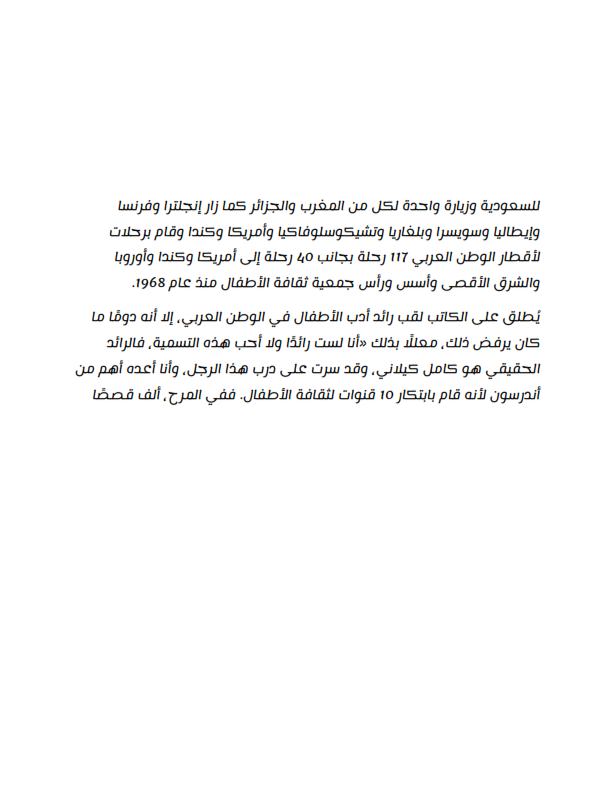 للسعودية وزيارة واحدة لكل من المغرب والجزائر كما زار إنجلترا وفرنسا
وإيطاليا وسويسرا وبلغاريا وتشيكوسلوفاكيا وأمريكا وكندا وقام برحلات
لأقطار الوطن العربي 117 رحلة بجانب 40 رحلة إلى أمريكا وكندا وأوروبا
والشرق الأقصى وأسس ورأس جمعية ثقافة الأطفال منذ عام 1968.
يُطلق على الكاتب لقب رائد أدب الأطفال في الوطن العربي، إلا أنه دومًا ما
كان يرفض ذلك، معللًا بذلك «أنا لست رائدًا ولا أحب هذه التسمية، فالرائد
الحقيقي هو كامل كيلاني، وقد سرت على درب هذا الرجل، وأنا أعده أهم من
أندرسون لأنه قام بابتكار 10 قنوات لثقافة الأطفال. ففي المرح، ألف قصصًا